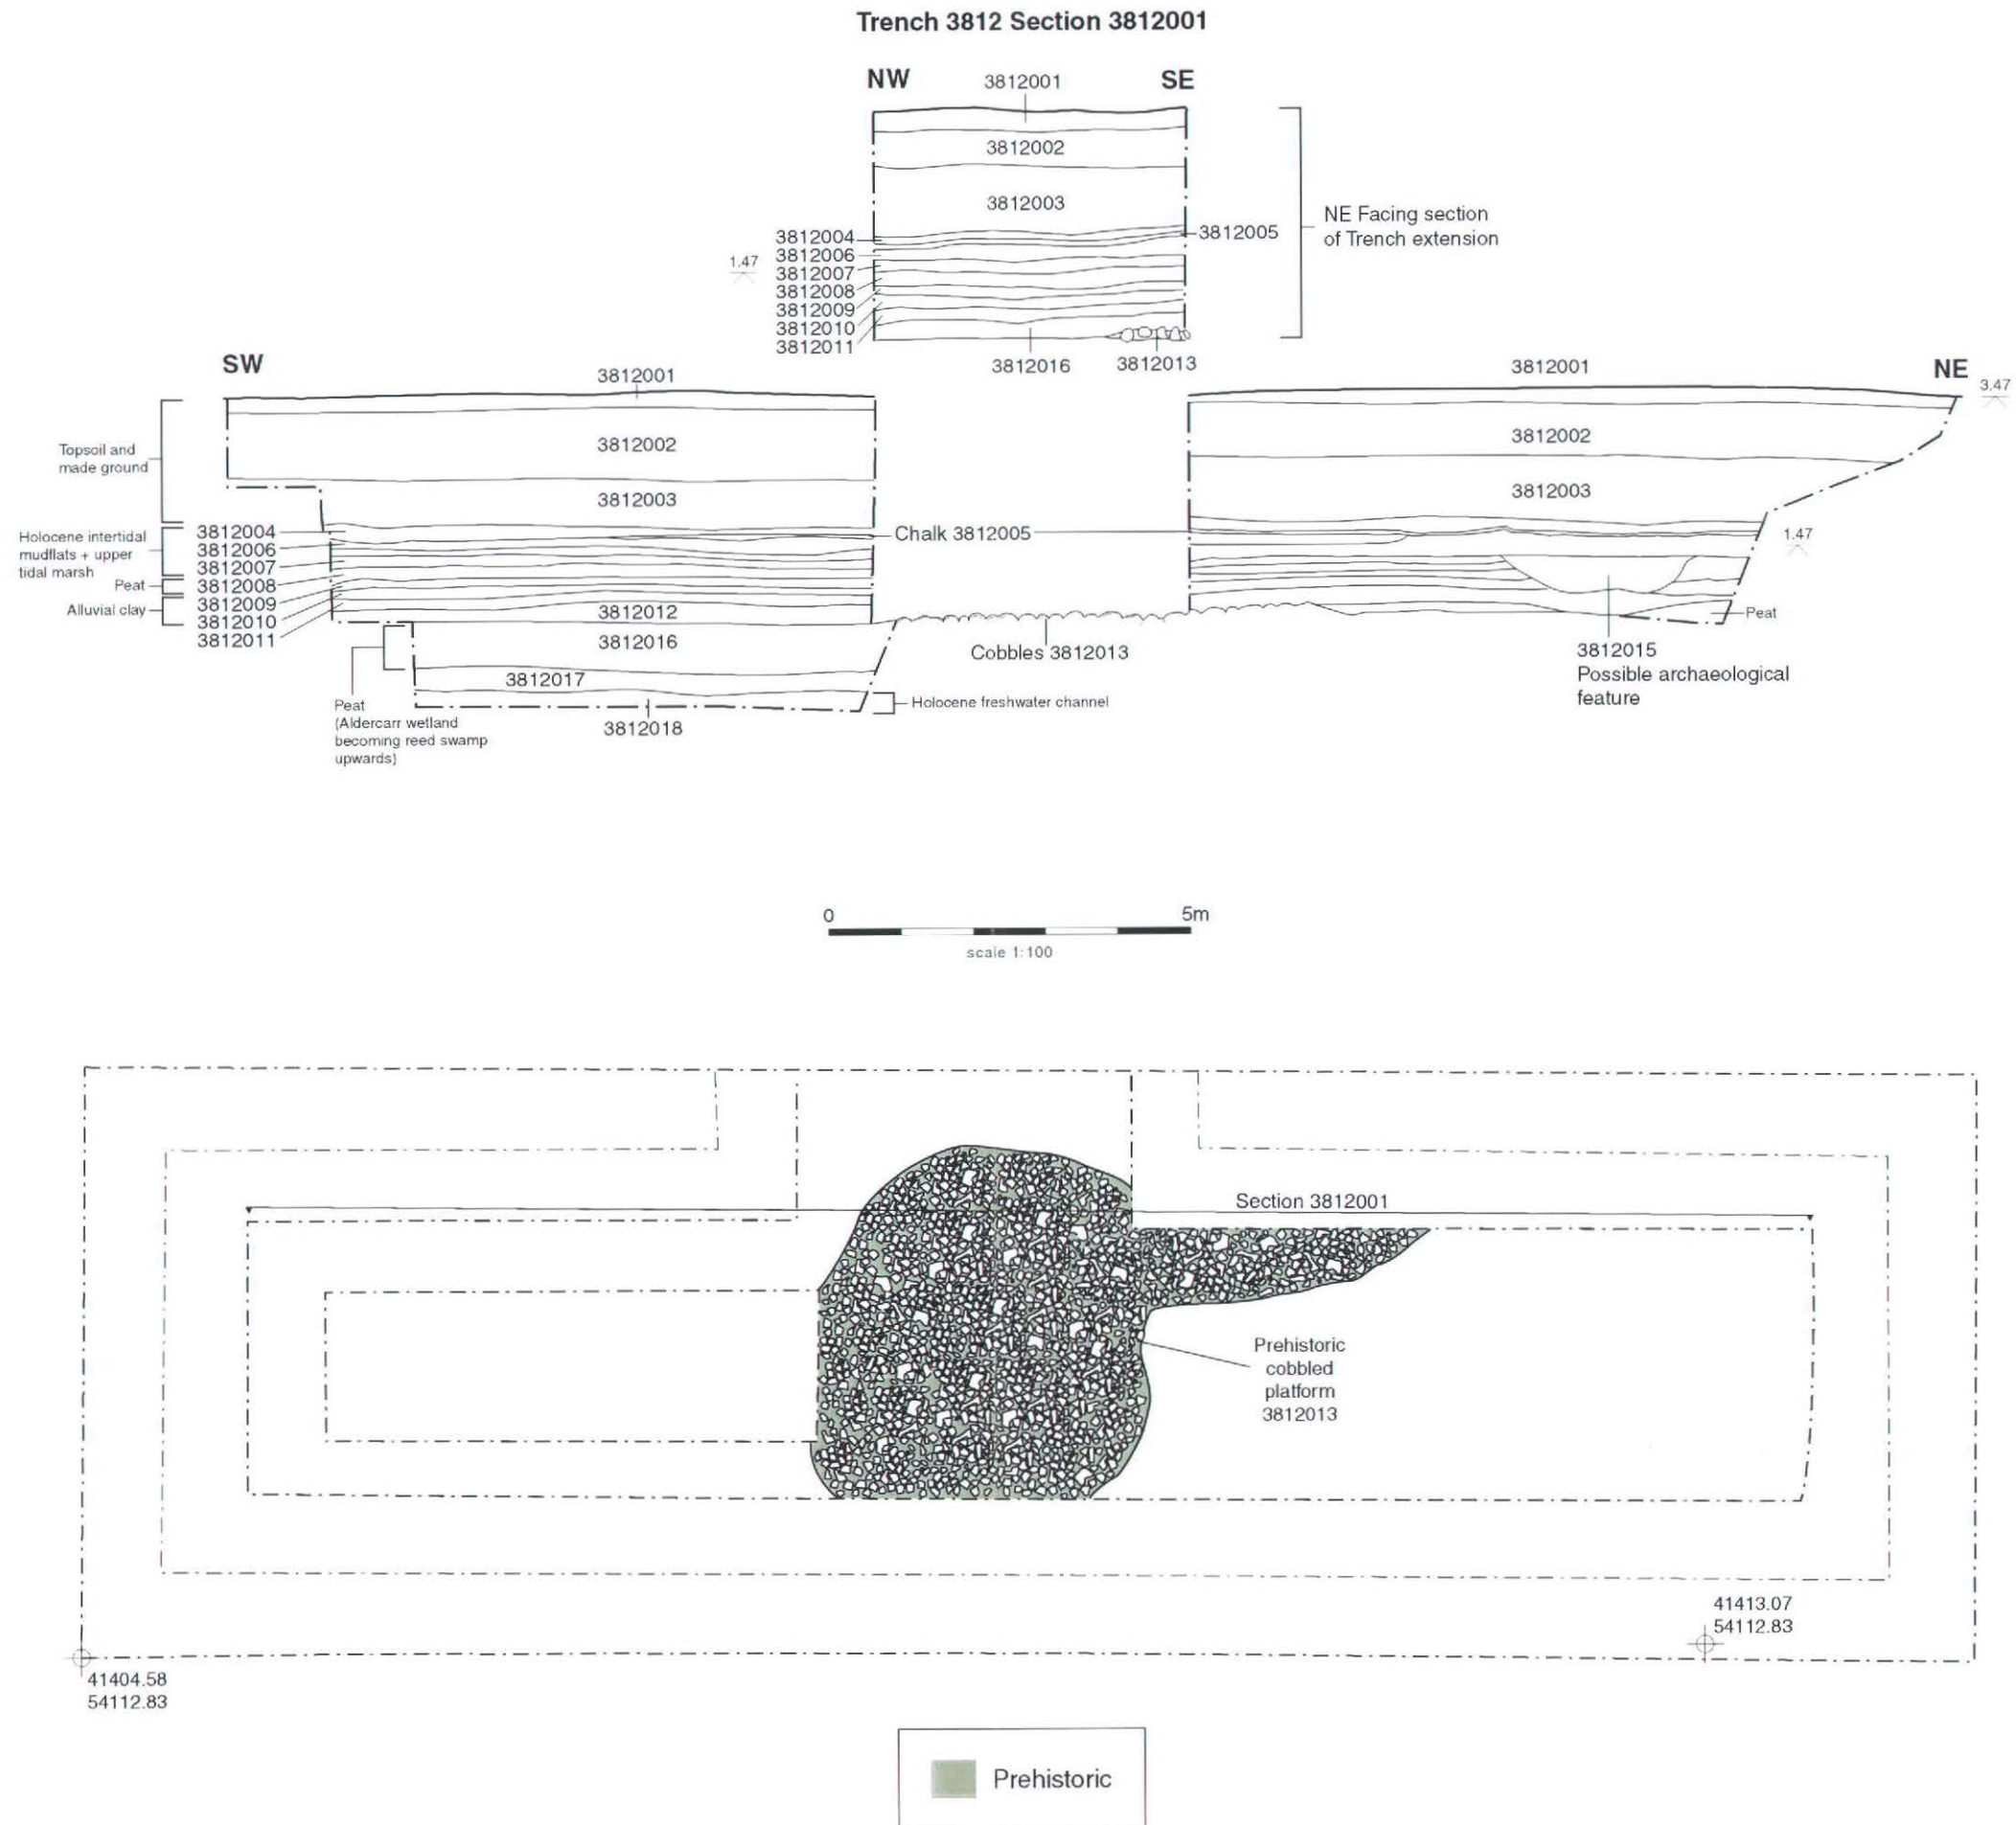 Trench 3812 Section 3812001
NW
3812001
SE
3812002
3812003
3812004
3812005
3812006
1.47
3812007
3812008
3812009
3812010
3812011
3812016
3812013
NE Facing section
of Trench extension
SW
3812001
3812001
NE
3.47
Topsoil and
made ground
3812002
3812002
3812003
3812003
Holocene intertidal
mudflats + upper
tidal marsh
3812004
3812006
3812007
Chalk 3812005
1.47
Peat
3812008
Alluvial clay
3812009
3812010
3812011
3812012
Peat
3812016
Cobbles 3812013
3812015
Possible archaeological
feature
3812017
Peat
(Aldercarr wetland
becoming reed swamp
upwards)
Holocene freshwater channel
3812018
0
5m
scale 1:100
Section 3812001
Prehistoric
cobbled
platform
3812013
41413.07
54112.83
41404.58
54112.83
Prehistoric